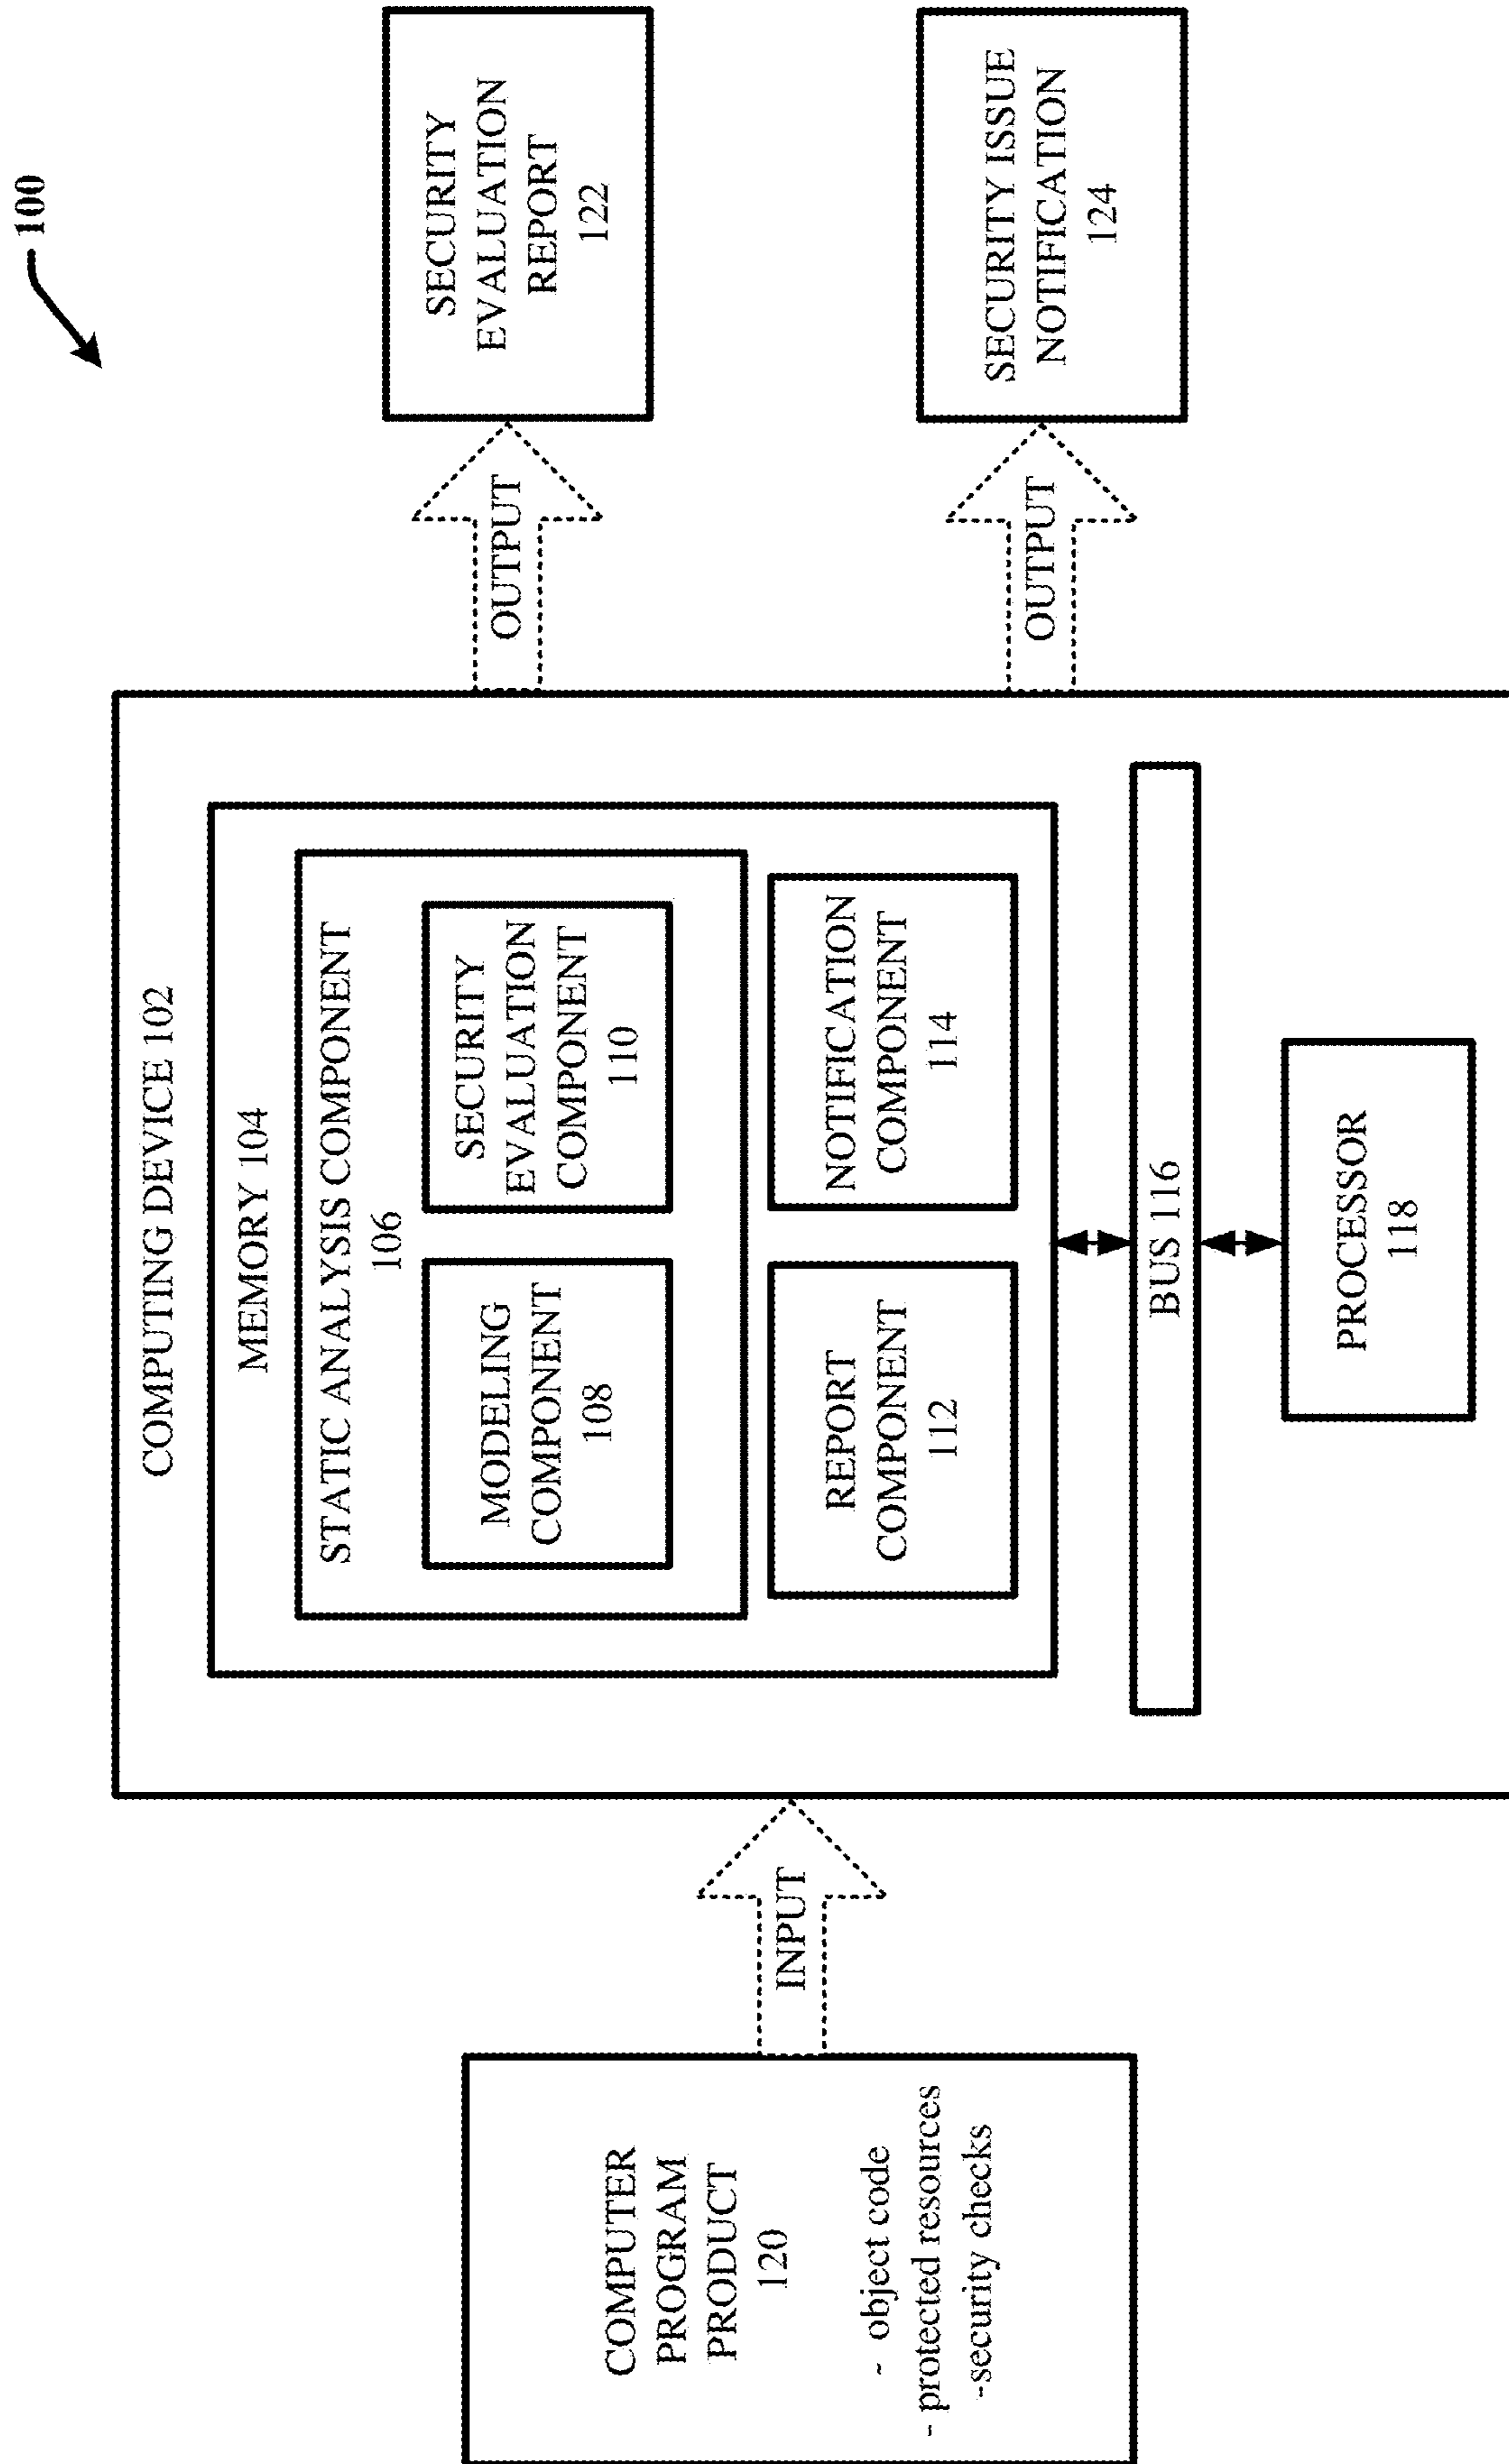 100
COMPUTER
PROGRAM
PRODUCT
120
- object code
- protected resources
-security checks
INPUT
COMPUTING DEVICE 102
MEMORY 104
STATIC ANALYSIS COMPONENT
106
MODELING
COMPONENT
108
SECURITY
EVALUATION
COMPONENT
110
REPORT
COMPONENT
112
NOTIFICATION
COMPONENT
114
BUS 116
PROCESSOR
118
OUTPUT
SECURITY
EVALUATION
REPORT
122
OUTPUT
SECURITY ISSUE
NOTIFICATION
124